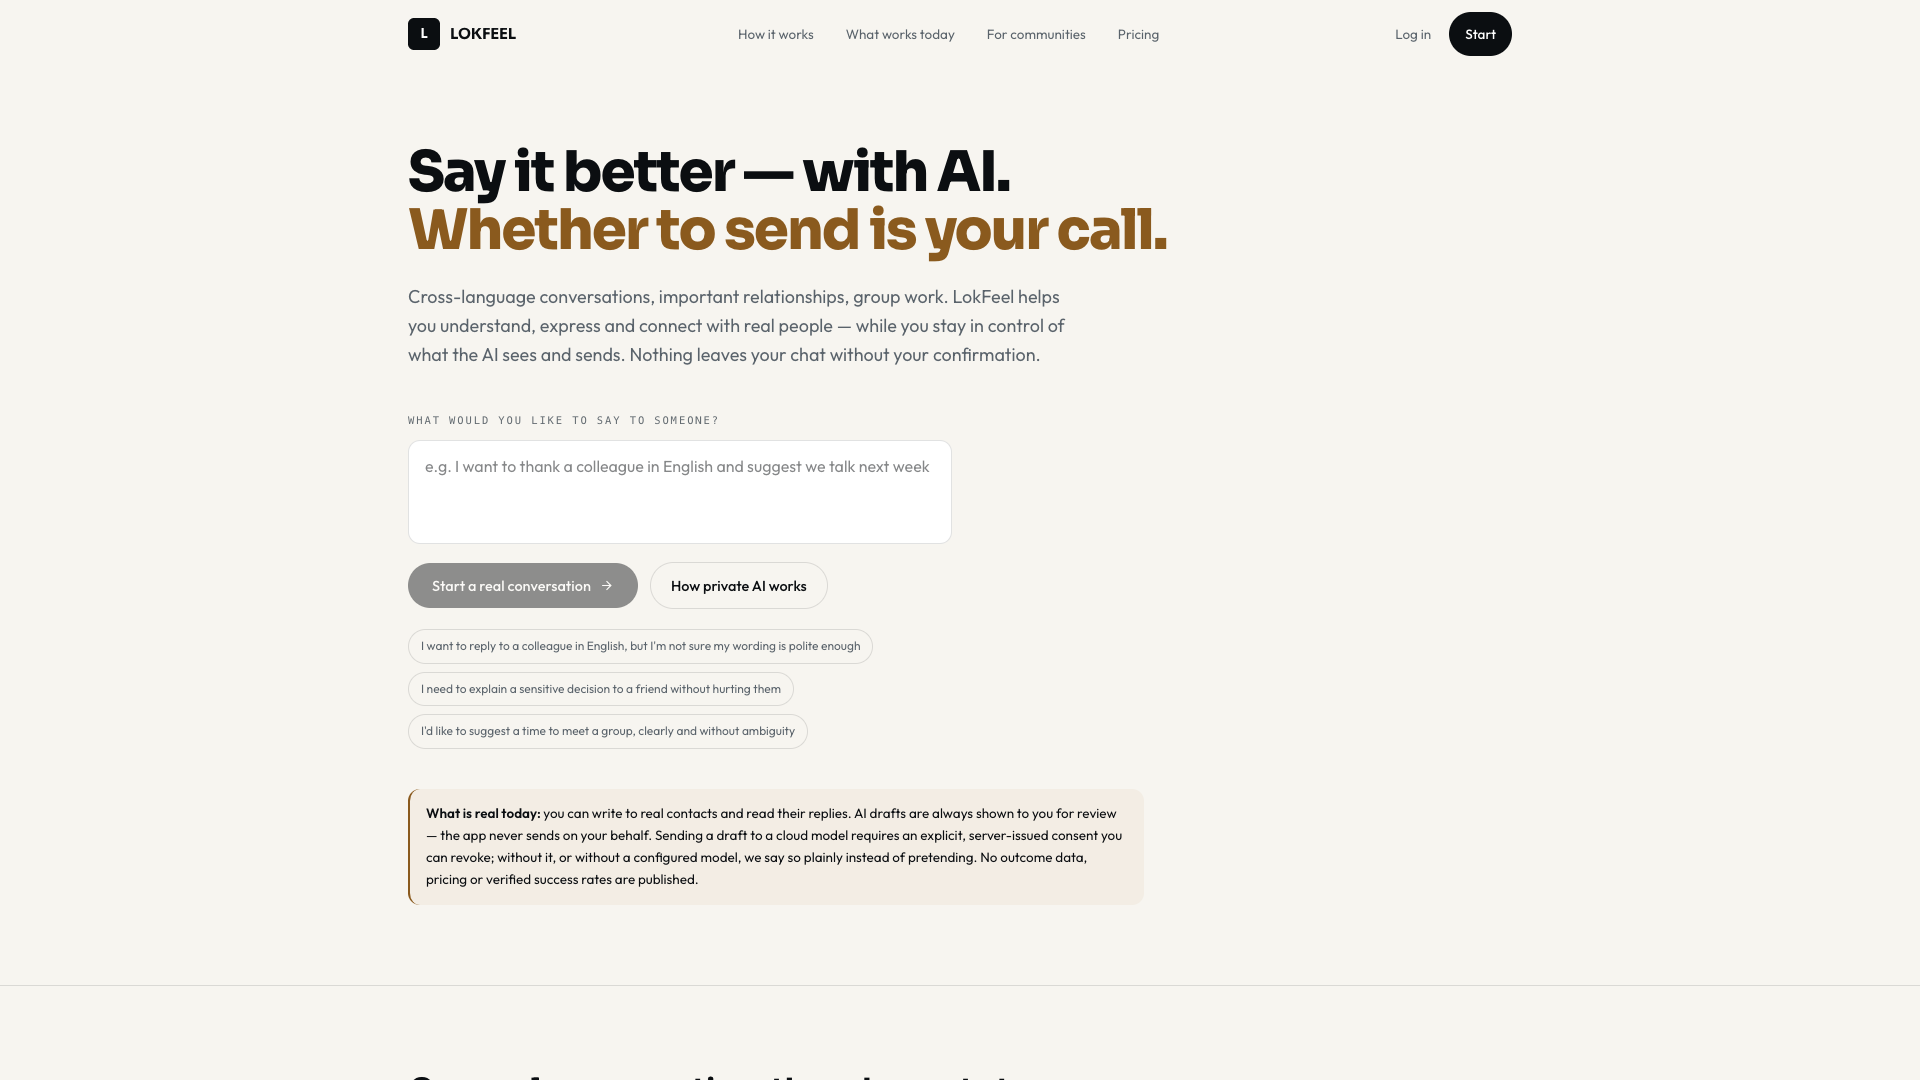 L LOKFEEL
How it works
What works today
For communities
Pricing
Log in
Start
Say it better — with AI.
Whether to send is your call.
Cross-language conversations, important relationships, group work. LokFeel helps
you understand, express and connect with real people — while you stay in control of
what the AI sees and sends. Nothing leaves your chat without your confirmation.
WHAT WOULD YOU LIKE TO SAY TO SOMEONE?
e.g. I want to thank a colleague in English and suggest we talk next week
Start a real conversation →
How private AI works
I want to reply to a colleague in English, but I'm not sure my wording is polite enough
I need to explain a sensitive decision to a friend without hurting them
I'd like to suggest a time to meet a group, clearly and without ambiguity
What is real today: you can write to real contacts and read their replies. AI drafts are always shown to you for review
— the app never sends on your behalf. Sending a draft to a cloud model requires an explicit, server-issued consent you
can revoke; without it, or without a configured model, we say so plainly instead of pretending. No outcome data,
pricing or verified success rates are published.